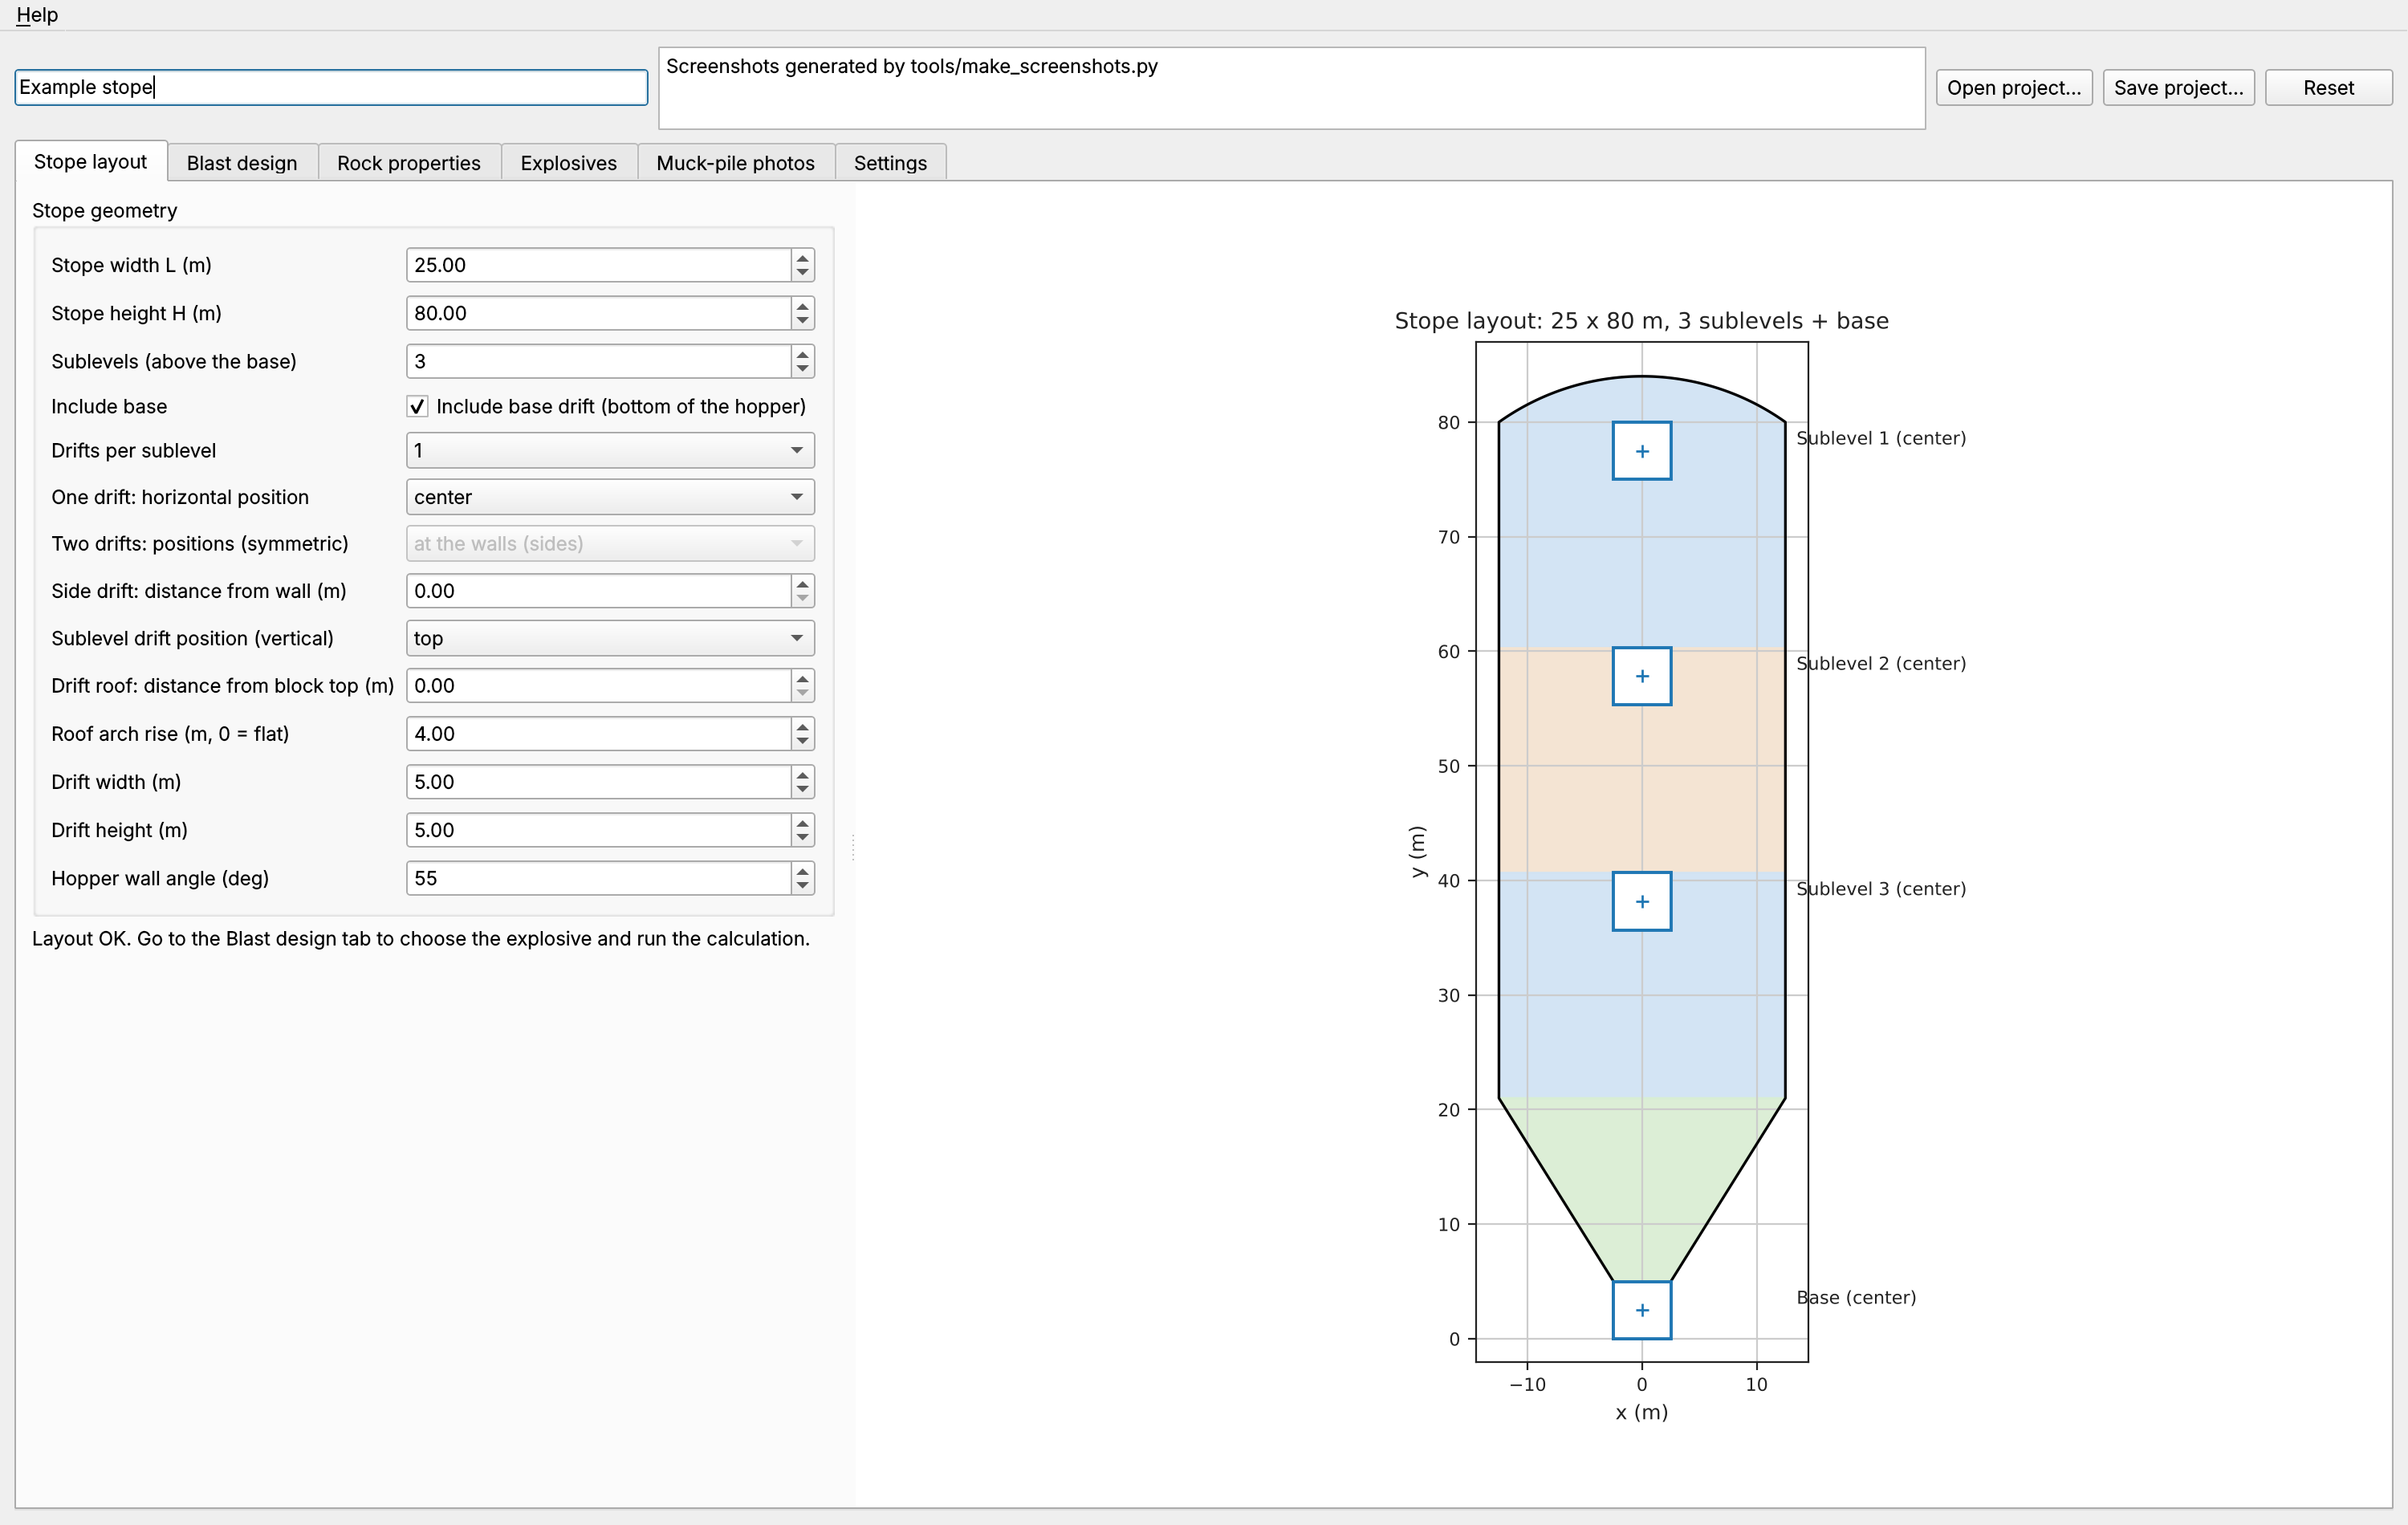 Help
Example stope
Screenshots generated by tools/make_screenshots.py
Open project...
Save project...
Reset
Stope layout
Blast design
Rock properties
Explosives
Muck-pile photos
Settings
Stope geometry
Stope width L (m)
25.00
Stope height H (m)
80.00
Sublevels (above the base)
3
Include base
Include base drift (bottom of the hopper)
Drifts per sublevel
1
One drift: horizontal position
center
Two drifts: positions (symmetric)
at the walls (sides)
Side drift: distance from wall (m)
0.00
Sublevel drift position (vertical)
top
Drift roof: distance from block top (m)
0.00
Roof arch rise (m, 0 = flat)
4.00
Drift width (m)
5.00
Drift height (m)
5.00
Hopper wall angle (deg)
55
Layout OK. Go to the Blast design tab to choose the explosive and run the calculation.
Stope layout: 25 x 80 m, 3 sublevels + base
80
Sublevel 1 (center)
70
60
Sublevel 2 (center)
50
y (m)
40
Sublevel 3 (center)
30
20
10
Base (center)
0
−10
0
10
x (m)